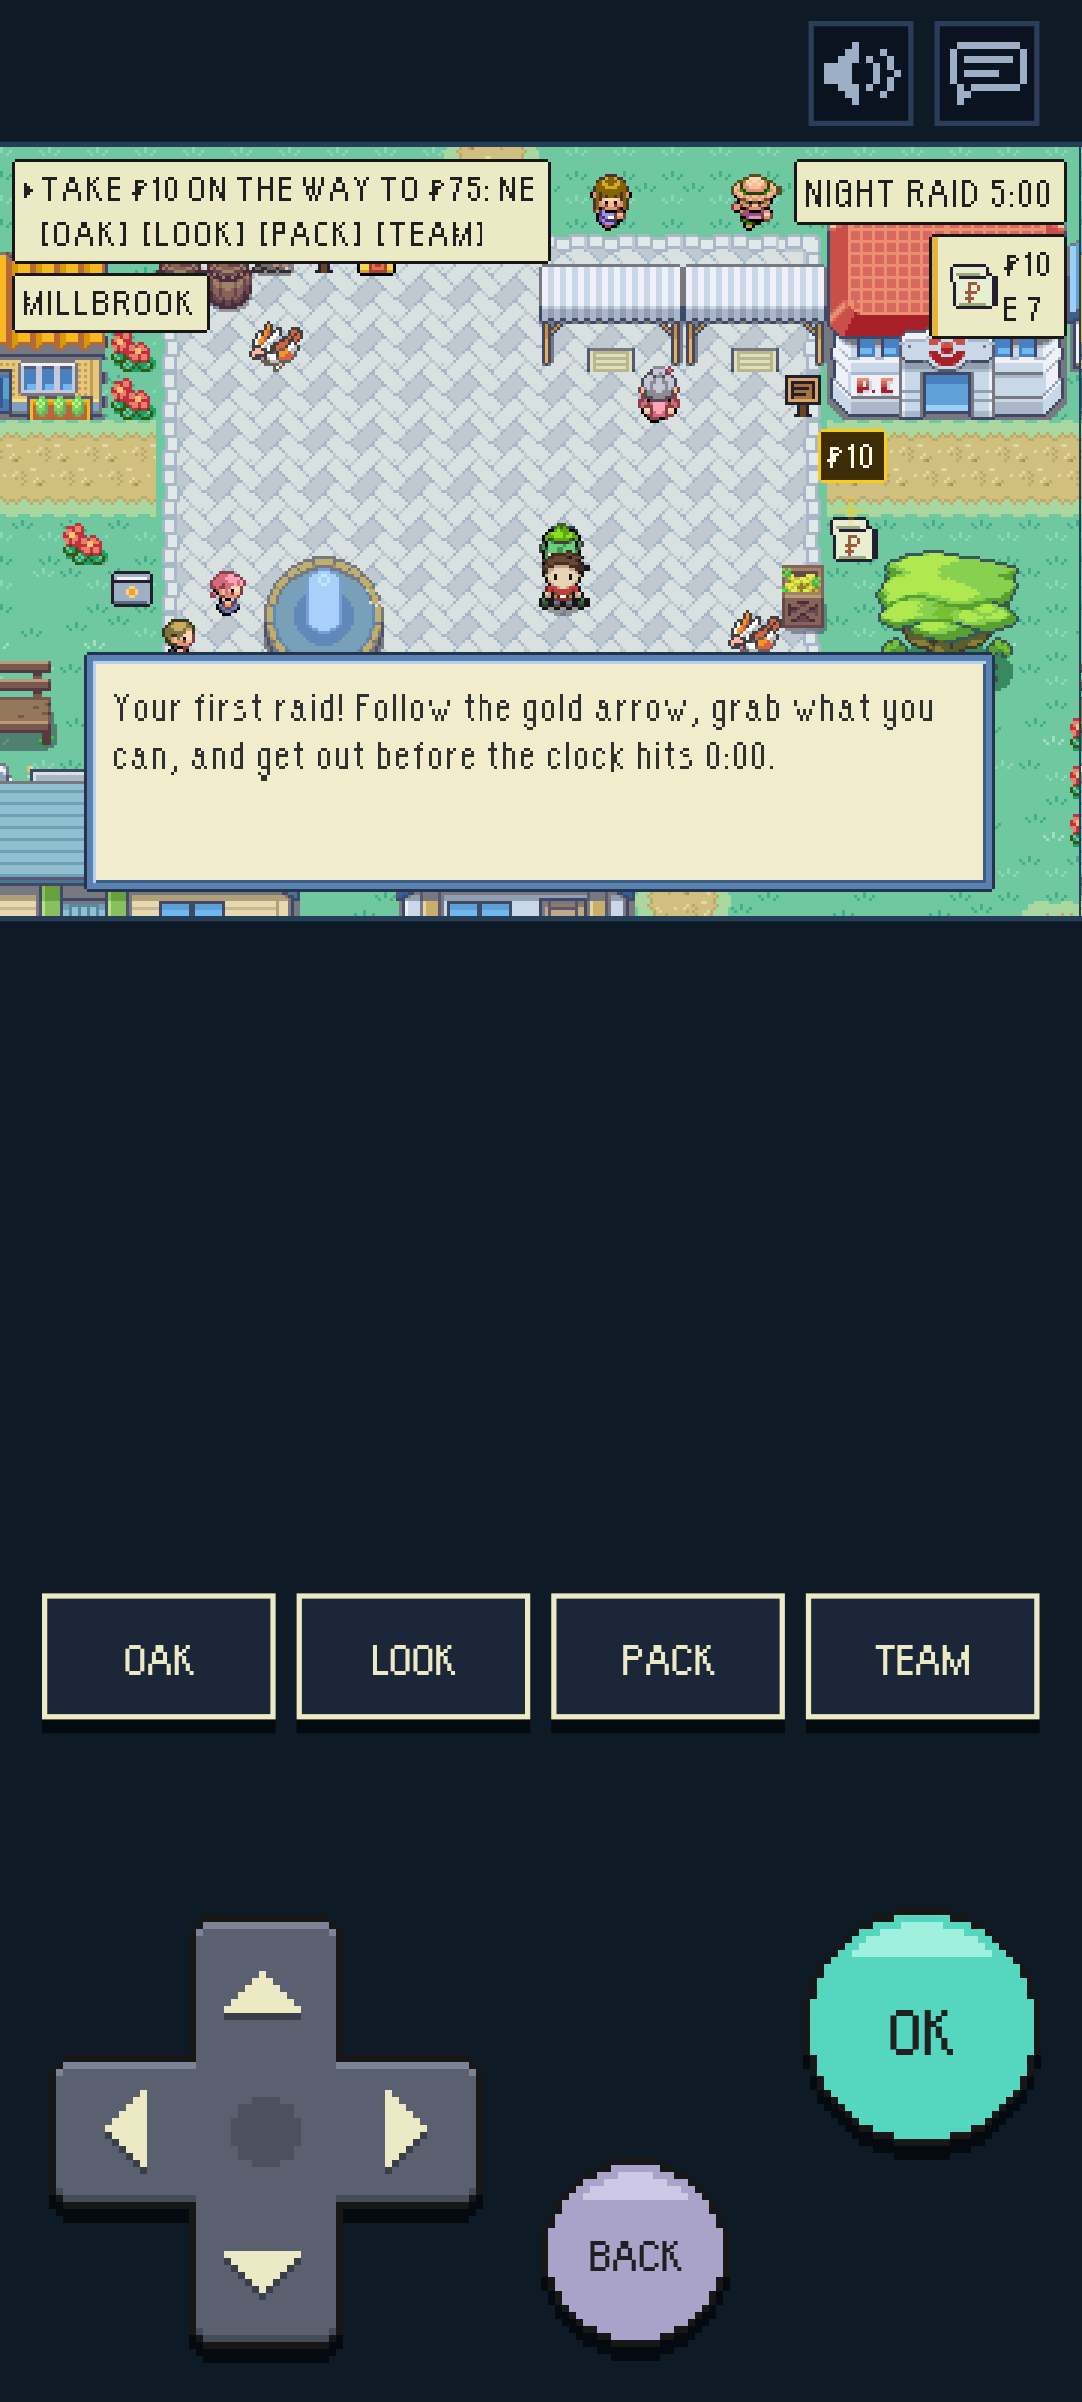 ▸TAKE ₽10 ON THE WAY TO ₽75: NE
[OAK] [LOOK] [PACK] [TEAM]
NIGHT RAID 5:00
₽10
E 7
MILLBROOK
₽
P.C
₽10
₽
Your first raid! Follow the gold arrow, grab what you
can, and get out before the clock hits 0:00.
OAK
LOOK
PACK
TEAM
OK
BACK